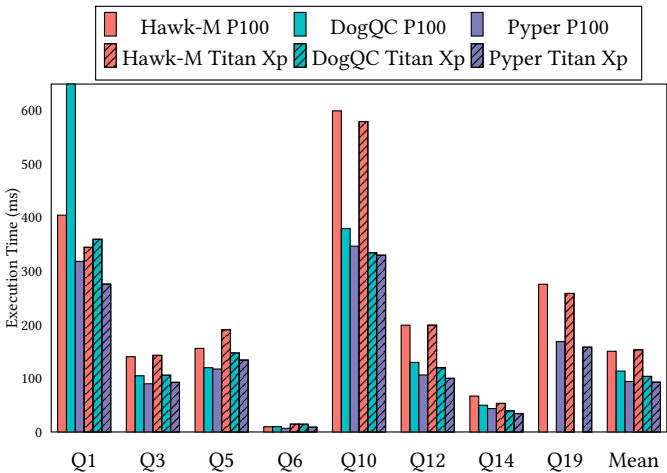 Hawk-M P100 DogQC P100 Pyper P100
Hawk-M Titan Xp DogQC Titan Xp Pyper Titan Xp
Execution Time (ms)
600
500
400
300
200
100
0
Q1 Q3 Q5 Q6 Q10 Q12 Q14 Q19 Mean